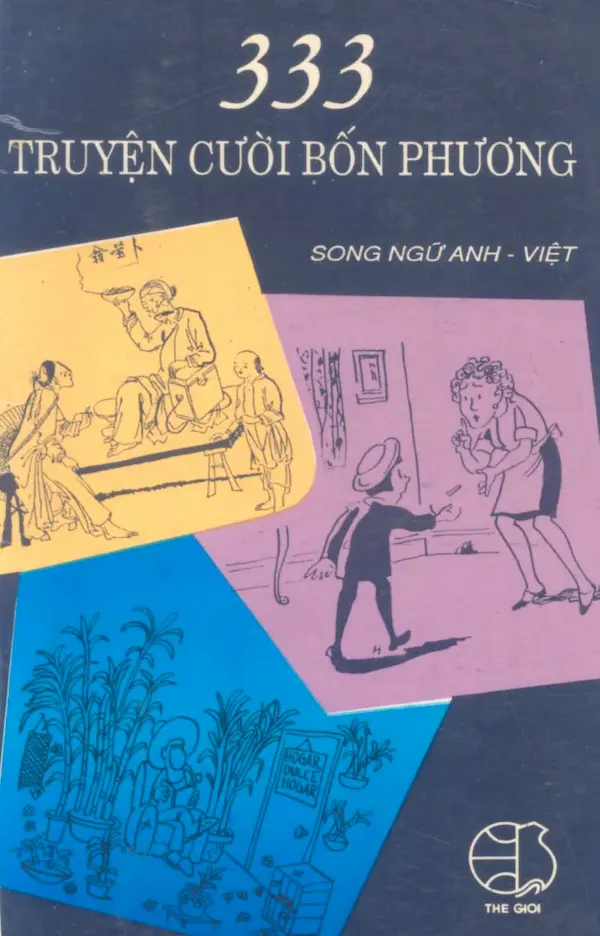 333
TRUYỆN CƯỜI BỐN PHƯƠNG
SONG NGỮ ANH - VIỆT
HOGAR
DULCE
HOGAR
THE GIOI